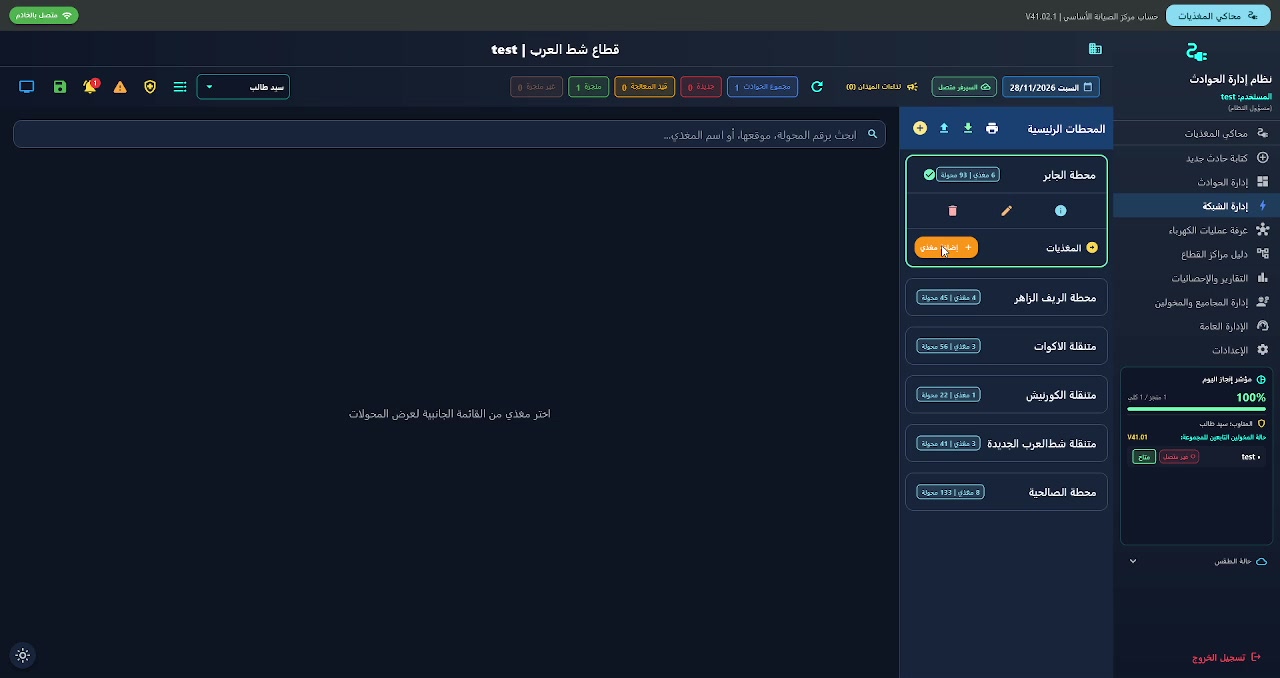 محاكي المغذيات
حساب مركز الصيانة الأساسي | V41.02.1
متصل بالخادم
نظام إدارة الحوادث
المستخدم: test
(مسؤول النظام)
محاكي المغذيات
كتابة حادث جديد
إدارة الحوادث
إدارة الشبكة
غرفة عمليات الكهرباء
دليل مراكز القطاع
التقارير والإحصائيات
إدارة المجاميع والمخولين
الإدارة العامة
الإعدادات
مؤشر إنجاز اليوم
100%
1 منجز / 1 كلي
المناوب: سيد طالب
حالة المخولين التابعين للمجموعة:
V41.01
• test
غير متصل
متاح
حالة الطقس
تسجيل الخروج
قطاع شط العرب | test
السبت 28/11/2026
السيرفر متصل
نداءات الميدان (0)
مجموع الحوادث 1
جديدة 0
قيد المعالجة 0
منجزة 1
غير منجزة 0
سيد طالب
1
المحطات الرئيسية
محطة الجابر
6 مغذي | 93 محولة
المغذيات
+ إضافة مغذي
محطة الريف الزاهر
4 مغذي | 45 محولة
متنقلة الاكوات
3 مغذي | 56 محولة
متنقلة الكورنيش
1 مغذي | 22 محولة
متنقلة شطالعرب الجديدة
3 مغذي | 41 محولة
محطة الصالحية
8 مغذي | 133 محولة
ابحث برقم المحولة، موقعها، أو اسم المغذي...
اختر مغذي من القائمة الجانبية لعرض المحولات